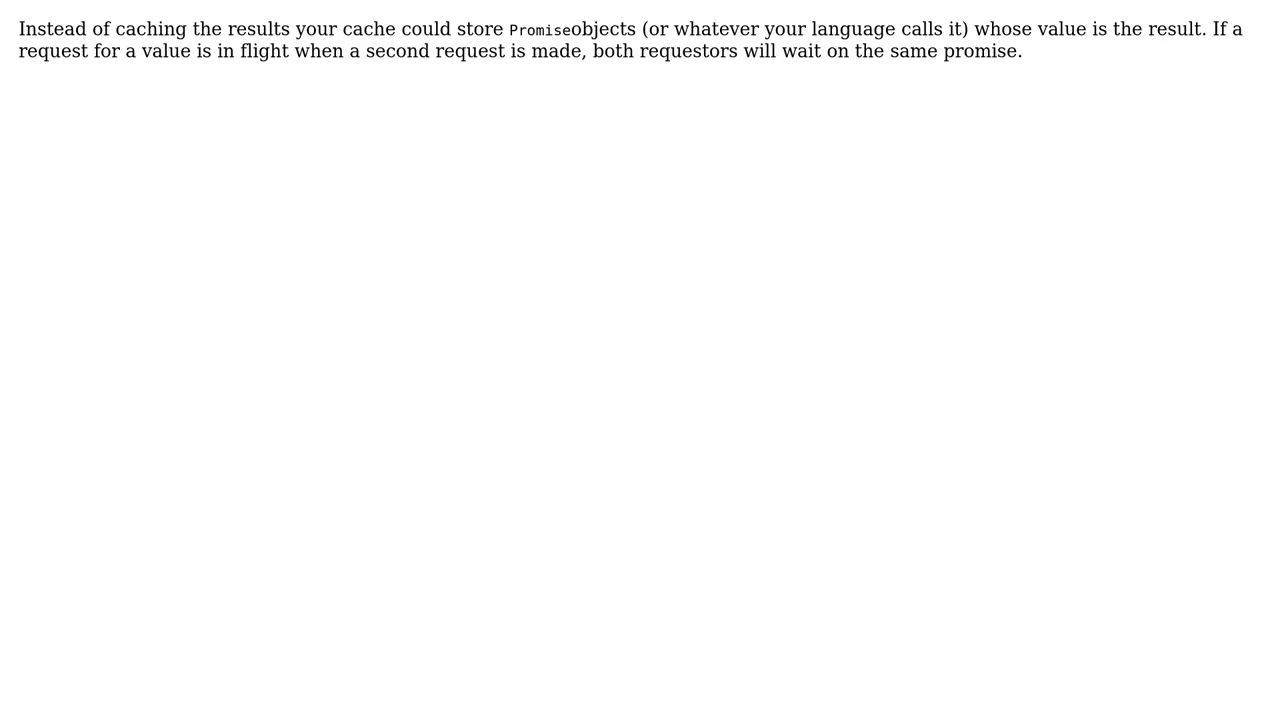 Instead of caching the results your cache could store Promiseobjects (or whatever your language calls it) whose value is the result. If a
request for a value is in flight when a second request is made, both requestors will wait on the same promise.